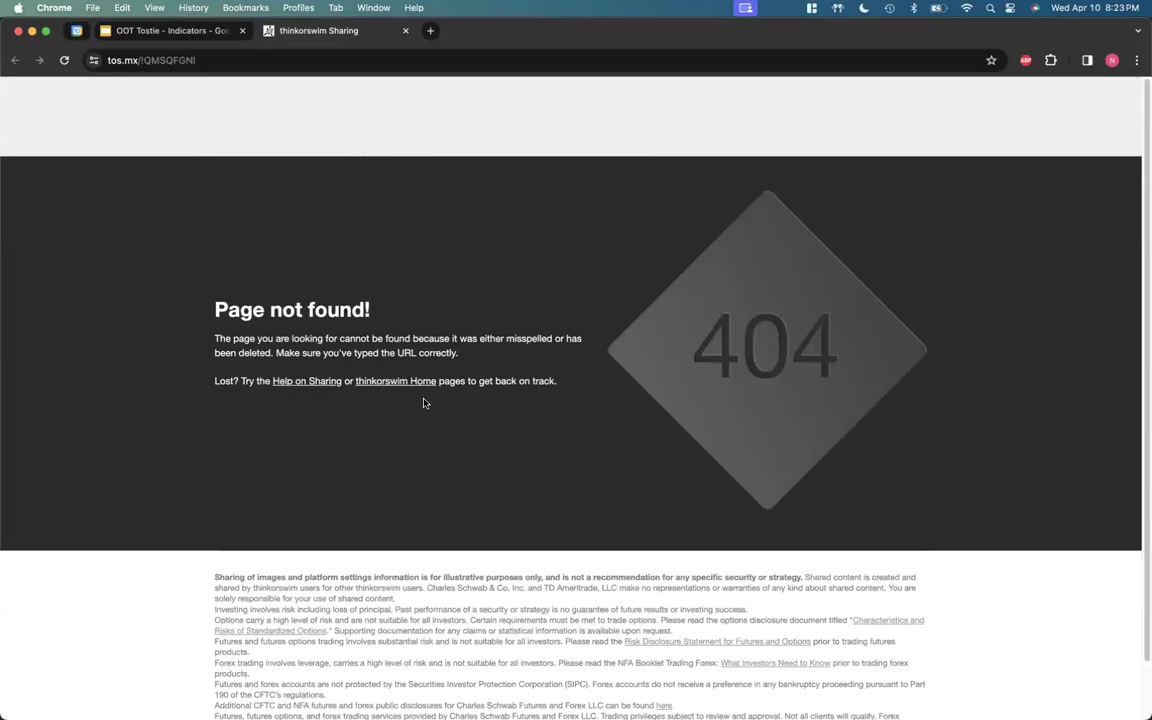 Chrome File Edit View History Bookmarks Profiles Tab Window Help Wed Apr 10 8:23 PM
OOT Tostie - Indicators - Goo thinkorswim Sharing
tos.mx/!QMSQFGNI ABP N
Page not found!
The page you are looking for cannot be found because it was either misspelled or has
been deleted. Make sure you've typed the URL correctly.
Lost? Try the Help on Sharing or thinkorswim Home pages to get back on track.
404
Sharing of images and platform settings information is for illustrative purposes only, and is not a recommendation for any specific security or strategy. Shared content is created and
shared by thinkorswim users for other thinkorswim users. Charles Schwab & Co, Inc. and TD Ameritrade, LLC make no representations or warranties of any kind about shared content. You are
solely responsible for your use of shared content.
Investing involves risk including loss of principal. Past performance of a security or strategy is no guarantee of future results or investing success.
Options carry a high level of risk and are not suitable for all investors. Certain requirements must be met to trade options. Please read the options disclosure document titled "Characteristics and
Risks of Standardized Options." Supporting documentation for any claims or statistical information is available upon request.
Futures and futures options trading involves substantial risk and is not suitable for all investors. Please read the Risk Disclosure Statement for Futures and Options prior to trading futures
products.
Forex trading involves leverage, carries a high level of risk and is not suitable for all investors. Please read the NFA Booklet Trading Forex: What Investors Need to Know prior to trading forex
products.
Futures and forex accounts are not protected by the Securities Investor Protection Corporation (SIPC). Forex accounts do not receive a preference in any bankruptcy proceeding pursuant to Part
190 of the CFTC's regulations.
Additional CFTC and NFA futures and forex public disclosures for Charles Schwab Futures and Forex LLC can be found here.
Futures, futures options, and forex trading services provided by Charles Schwab Futures and Forex LLC. Trading privileges subject to review and approval. Not all clients will qualify. Forex